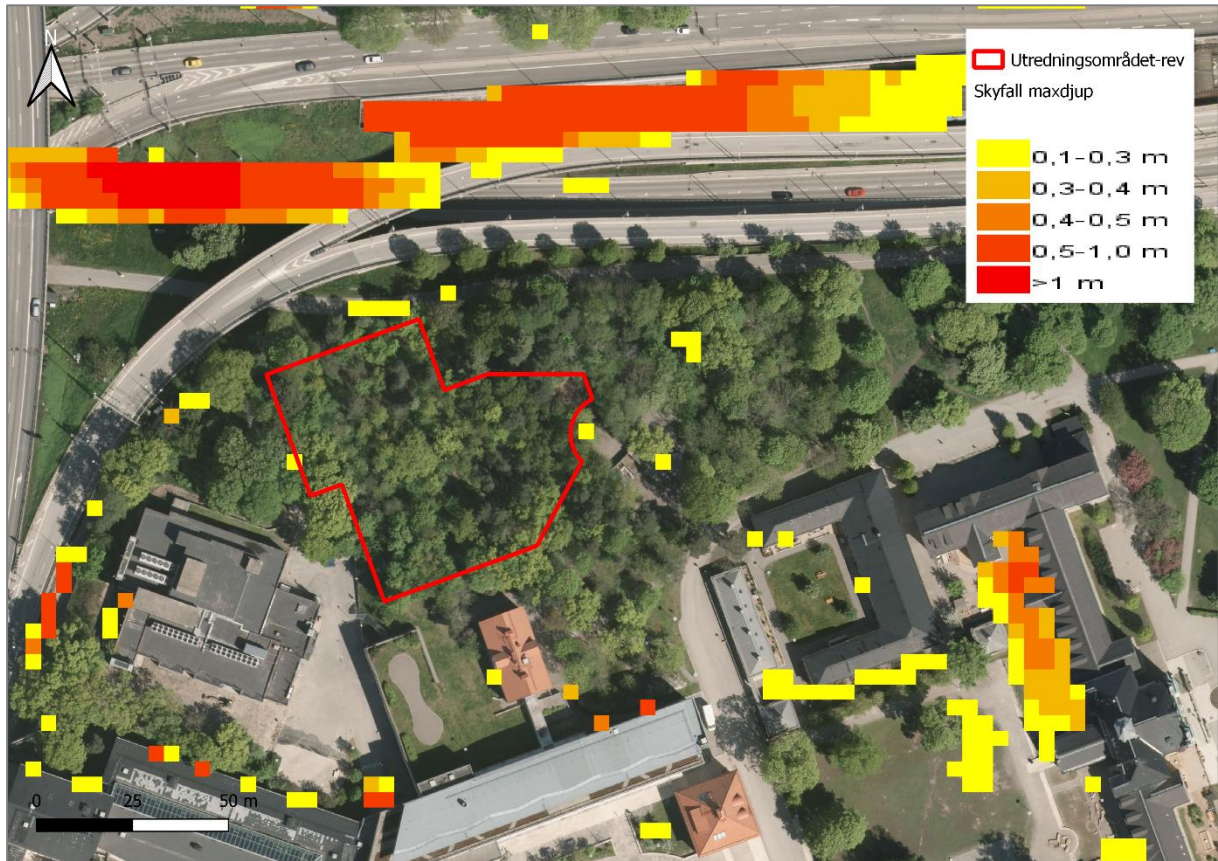 N
Utredningsområdet-rev
Skyfall maxdjup
0,1-0,3 m
0,3-0,4 m
0,4-0,5 m
0,5-1,0 m
>1 m
0 25 50 m